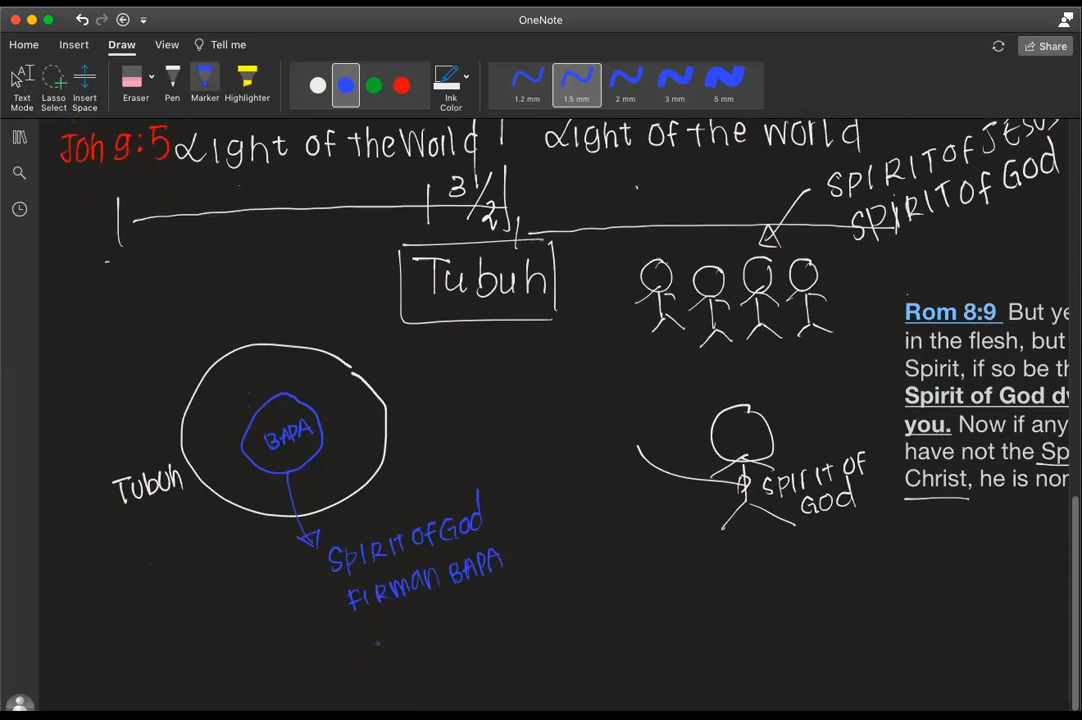 OneNote
Home Insert Draw View Tell me
Share
Text Mode
Lasso Select
Insert Space
Eraser
Pen
Marker
Highlighter
Ink Color
1.2 mm
1.5 mm
2 mm
3 mm
5 mm
Joh 9:5 Light of the World
Light of the World
SPIRIT OF JESUS
SPIRIT OF GOD
3 1/2
Tubuh
Rom 8:9 But ye
in the flesh, but
Spirit, if so be th
Spirit of God dv
you. Now if any
have not the Sp
Christ, he is nor
BAPA
Tubuh
SPIRIT OF GOD
SPIRIT OF GOD
FIRMAN BAPA